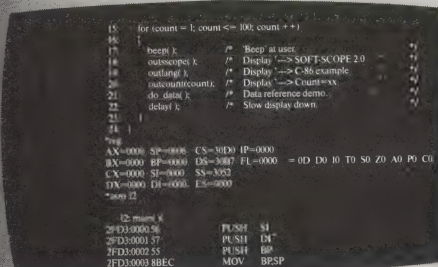 15: for (count = 1; count <= 100; count ++)
16: {
17: beep( ); /* 'Beep' at user.
18: outsscope( ); /* Display '---> SOFT-SCOPE 2.0
19: outlang( ); /* Display '---> C-86 example
20: outcount(count); /* Display '---> Count=xx
21: do_data( ); /* Data reference demo.
22: delay( ); /* Slow display down.
23: }
24: }
*reg
AX=0000 SP=0006 CS=30D0 IP=0000
BX=0000 BP=0000 DS=3087 FL=0000 = 0D D0 I0 T0 S0 Z0 A0 P0 C0
CX=0000 SI=0000 SS=3052
DX=0000 DI=0000 ES=0000
*asm 12
12:
2FD3:0000 56 PUSH SI
2FD3:0001 57 PUSH DI
2FD3:0002 55 PUSH BP
2FD3:0003 8BEC MOV BP,SP